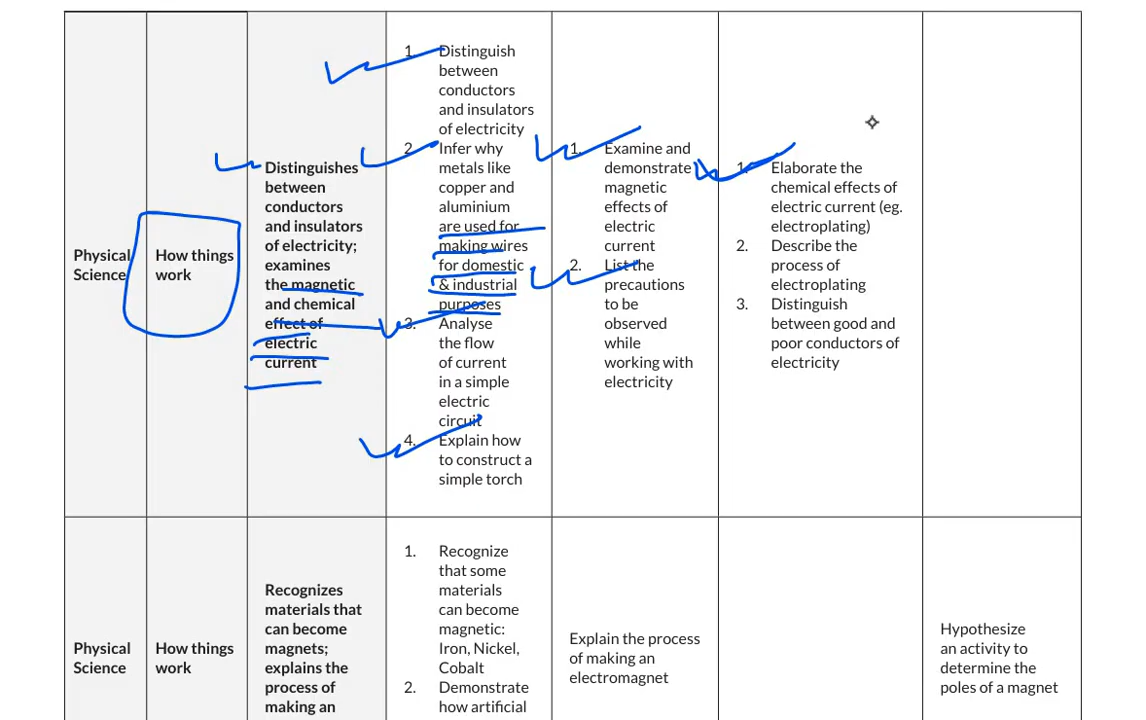 Physical
Science
How things
work
Distinguishes
between
conductors
and insulators
of electricity;
examines
the magnetic
and chemical
effect of
electric
current
1. Distinguish
between
conductors
and insulators
of electricity
2. Infer why
metals like
copper and
aluminium
are used for
making wires
for domestic
& industrial
purposes
3. Analyse
the flow
of current
in a simple
electric
circuit
4. Explain how
to construct a
simple torch
1. Examine and
demonstrate
magnetic
effects of
electric
current
2. List the
precautions
to be
observed
while
working with
electricity
1. Elaborate the
chemical effects of
electric current (eg.
electroplating)
2. Describe the
process of
electroplating
3. Distinguish
between good and
poor conductors of
electricity
Physical
Science
How things
work
Recognizes
materials that
can become
magnets;
explains the
process of
making an
1. Recognize
that some
materials
can become
magnetic:
Iron, Nickel,
Cobalt
2. Demonstrate
how artificial
Explain the process
of making an
electromagnet
Hypothesize
an activity to
determine the
poles of a magnet